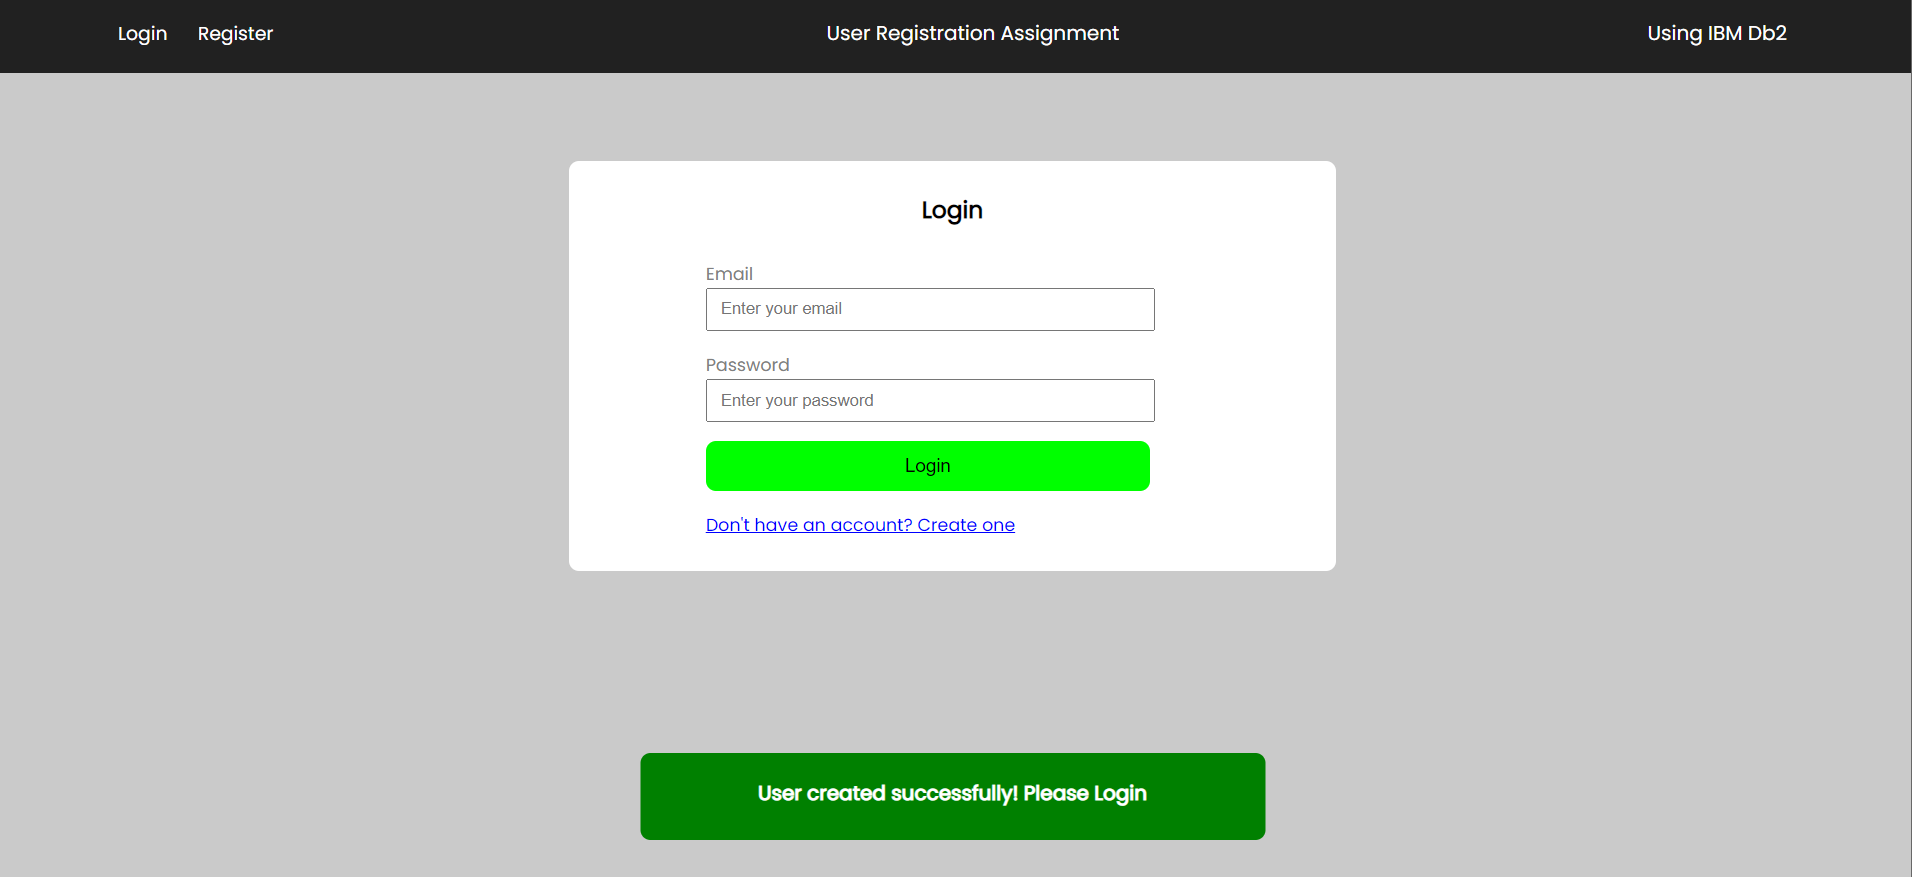 Login Register User Registration Assignment Using IBM Db2
Login
Email
Enter your email
Password
Enter your password
Login
Don't have an account? Create one
User created successfully! Please Login